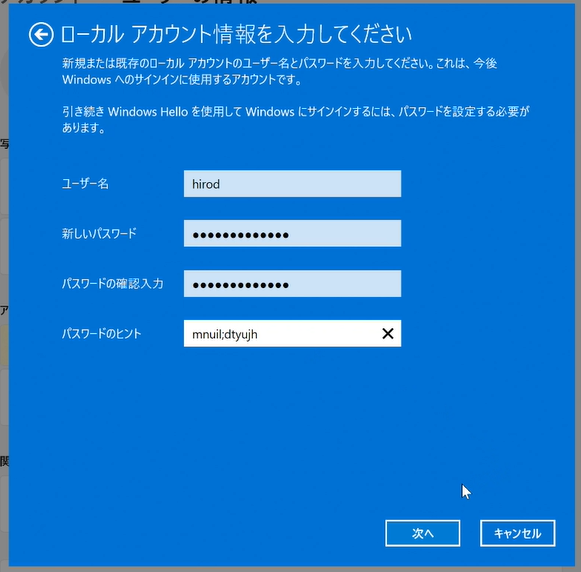 ローカル アカウント情報を入力してください
新規または既存のローカル アカウントのユーザー名とパスワードを入力してください。これは、今後
Windows へのサインインに使用するアカウントです。
引き続き Windows Hello を使用して Windows にサインインするには、パスワードを設定する必要が
あります。
ユーザー名
hirod
新しいパスワード
●●●●●●●●●●●●●
パスワードの確認入力
●●●●●●●●●●●●●
パスワードのヒント
mnuil;dtyujh
次へ
キャンセル